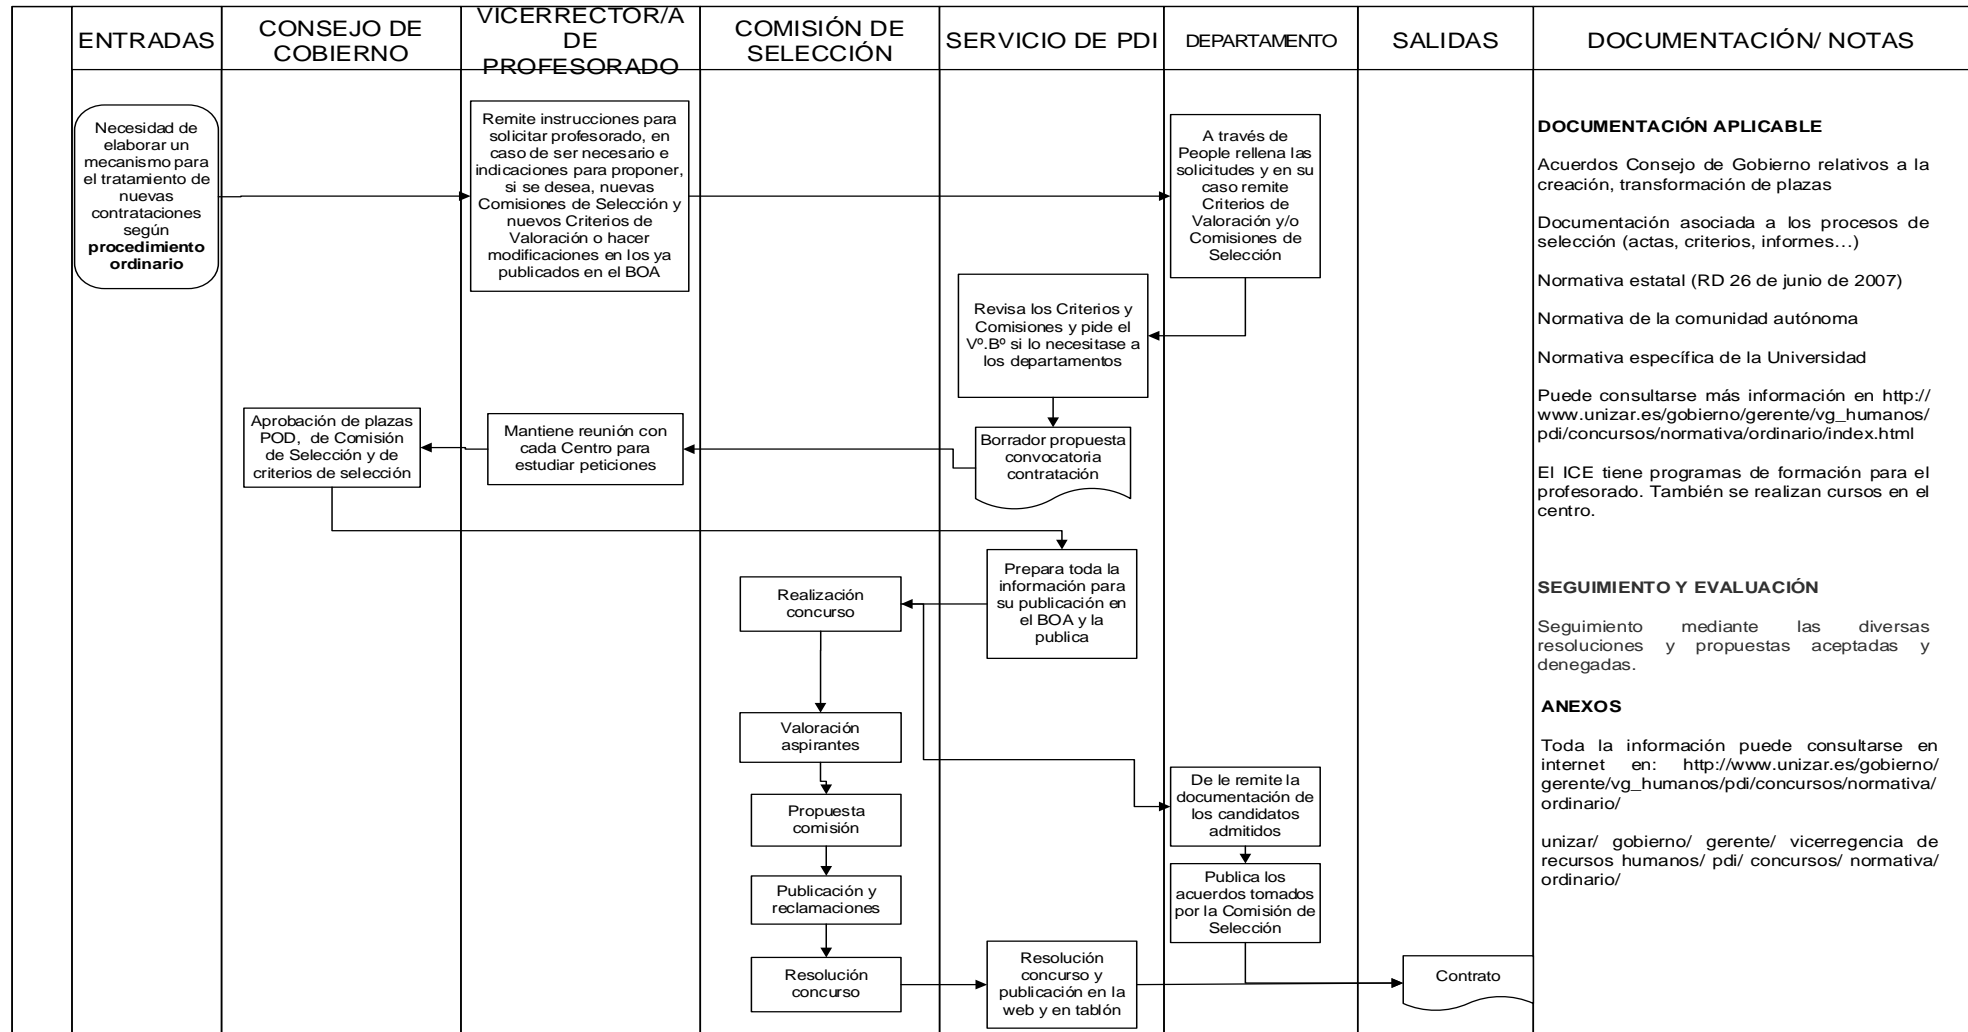 ENTRADAS
CONSEJO DE
COBIERNO
VICERRECTOR/A
DE
PROFESORADO
COMISIÓN DE
SELECCIÓN
SERVICIO DE PDI
DEPARTAMENTO
SALIDAS
DOCUMENTACIÓN/ NOTAS
Necesidad de
elaborar un
mecanismo para
el tratamiento de
nuevas
contrataciones
según
procedimiento
ordinario
Remite instrucciones para
solicitar profesorado, en
caso de ser necesario e
indicaciones para proponer,
si se desea, nuevas
Comisiones de Selección y
nuevos Criterios de
Valoración o hacer
modificaciones en los ya
publicados en el BOA
A través de
People rellena las
solicitudes y en su
caso remite
Criterios de
Valoración y/o
Comisiones de
Selección
Revisa los Criterios y
Comisiones y pide el
Vº.Bº si lo necesitase a
los departamentos
Borrador propuesta
convocatoria
contratación
Mantiene reunión con
cada Centro para
estudiar peticiones
Aprobación de plazas
POD, de Comisión
de Selección y de
criterios de selección
Prepara toda la
información para
su publicación en
el BOA y la
publica
Realización
concurso
Valoración
aspirantes
Propuesta
comisión
Publicación y
reclamaciones
Resolución
concurso
De le remite la
documentación de
los candidatos
admitidos
Publica los
acuerdos tomados
por la Comisión de
Selección
Resolución
concurso y
publicación en la
web y en tablón
Contrato
DOCUMENTACIÓN APLICABLE
Acuerdos Consejo de Gobierno relativos a la
creación, transformación de plazas
Documentación asociada a los procesos de
selección (actas, criterios, informes…)
Normativa estatal (RD 26 de junio de 2007)
Normativa de la comunidad autónoma
Normativa específica de la Universidad
Puede consultarse más información en http://
www.unizar.es/gobierno/gerente/vg_humanos/
pdi/concursos/normativa/ordinario/index.html
El ICE tiene programas de formación para el
profesorado. También se realizan cursos en el
centro.
SEGUIMIENTO Y EVALUACIÓN
Seguimiento mediante las diversas
resoluciones y propuestas aceptadas y
denegadas.
ANEXOS
Toda la información puede consultarse en
internet en: http://www.unizar.es/gobierno/
gerente/vg_humanos/pdi/concursos/normativa/
ordinario/
unizar/ gobierno/ gerente/ vicerregencia de
recursos humanos/ pdi/ concursos/ normativa/
ordinario/